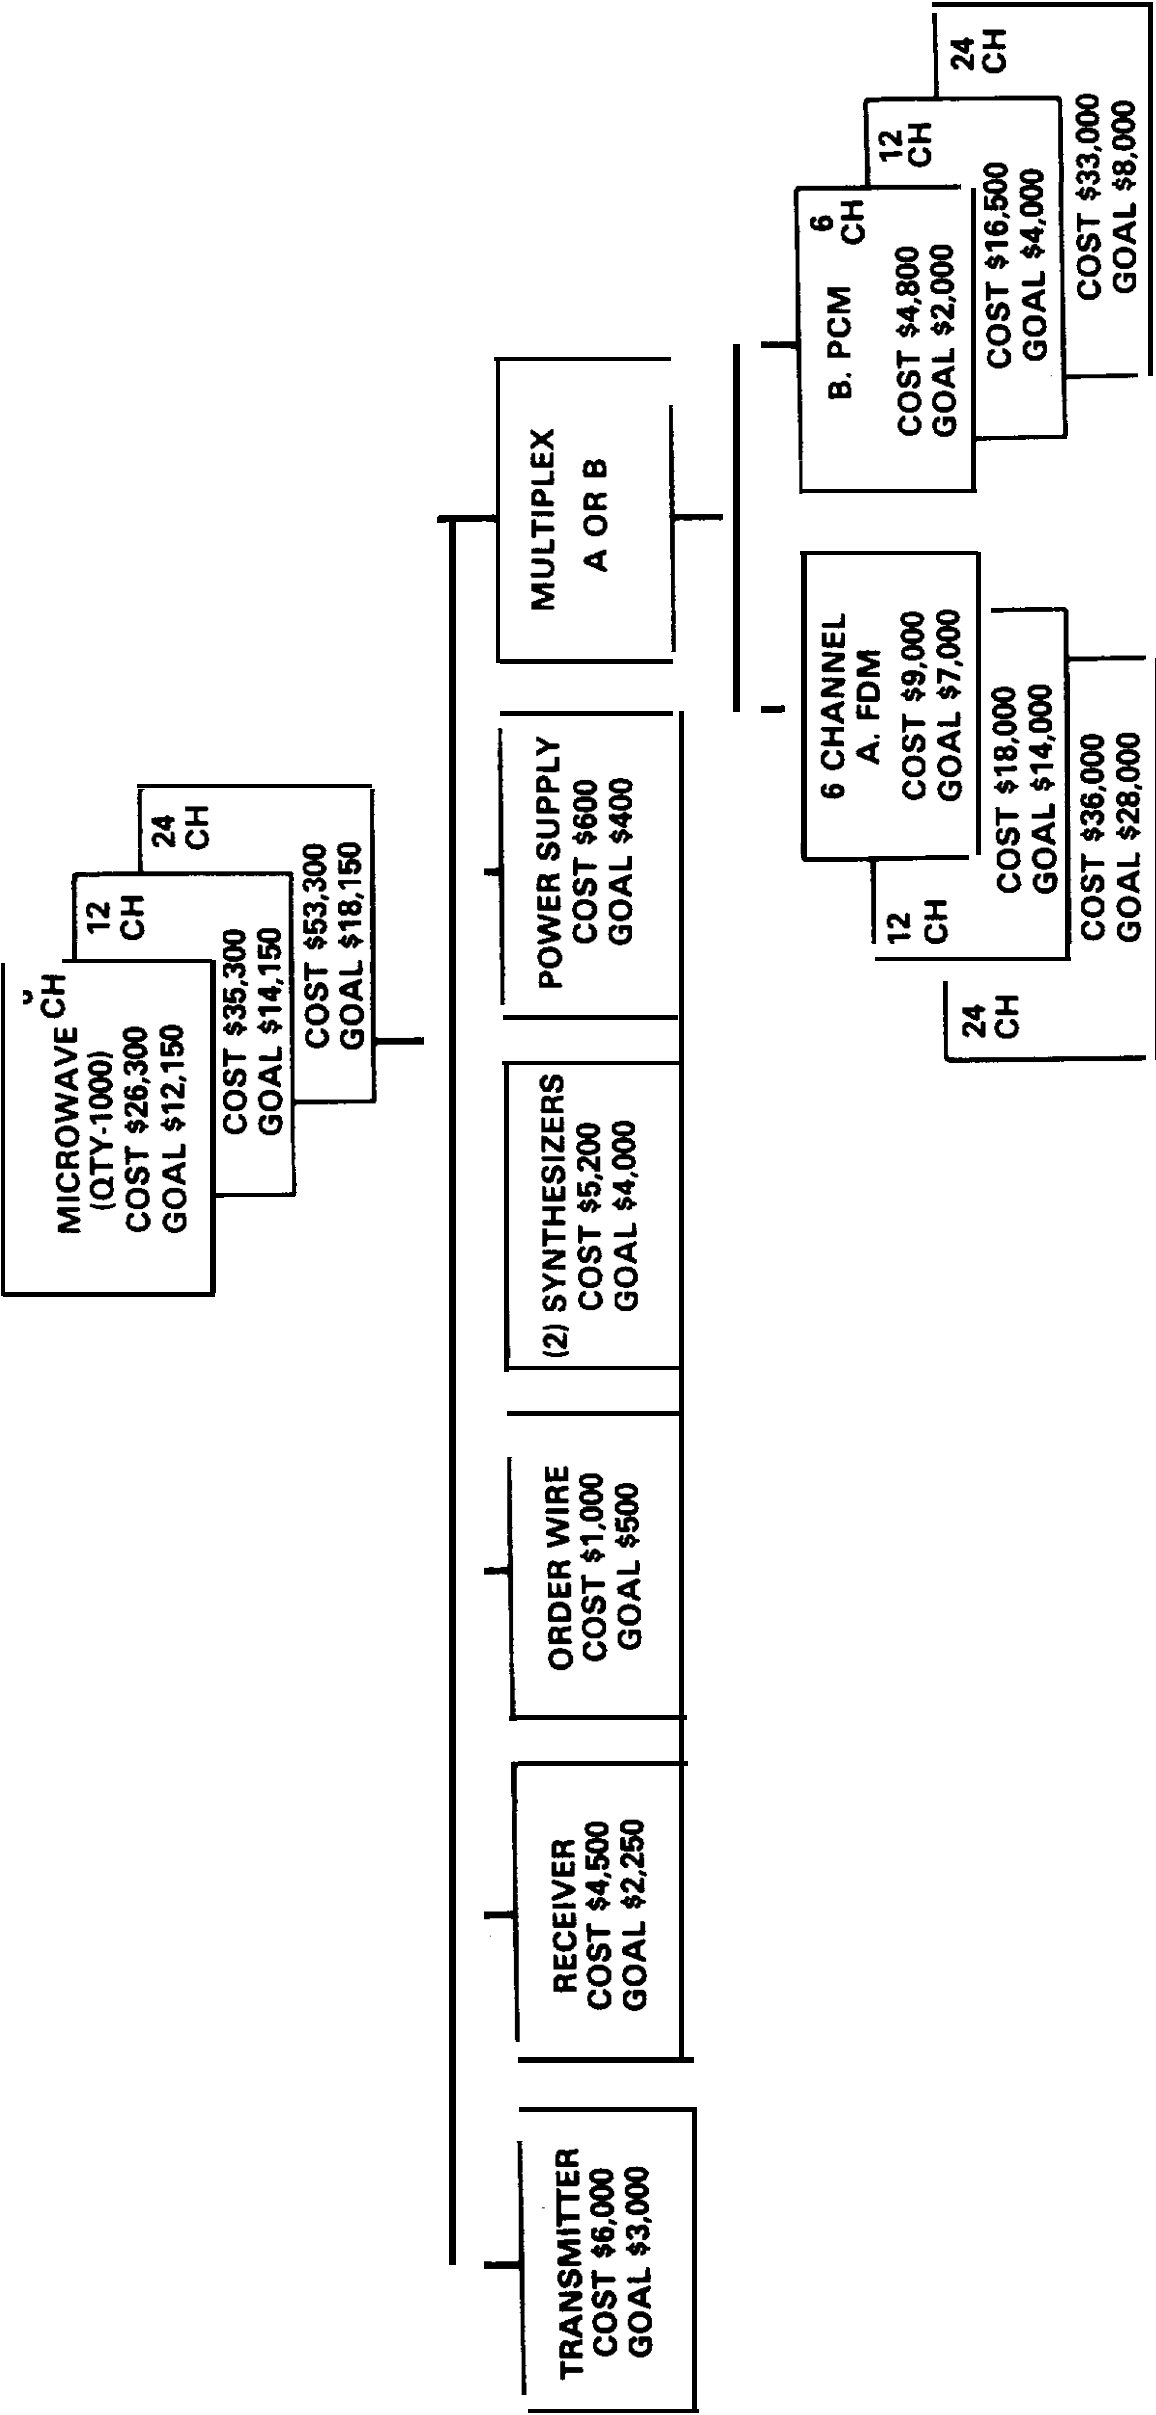 MICROWAVE
CH
(QTY-1000)
COST $26,300
GOAL $12,150
12
CH
COST $35,300
GOAL $14,150
24
CH
COST $53,300
GOAL $18,150
TRANSMITTER
COST $6,000
GOAL $3,000
RECEIVER
COST $4,500
GOAL $2,250
ORDER WIRE
COST $1,000
GOAL $500
(2) SYNTHESIZERS
COST $5,200
GOAL $4,000
POWER SUPPLY
COST $600
GOAL $400
MULTIPLEX
A OR B
6 CHANNEL
A. FDM
COST $9,000
GOAL $7,000
12
CH
COST $18,000
GOAL $14,000
24
CH
COST $36,000
GOAL $28,000
6
CH
B. PCM
COST $4,800
GOAL $2,000
12
CH
COST $16,500
GOAL $4,000
24
CH
COST $33,000
GOAL $8,000